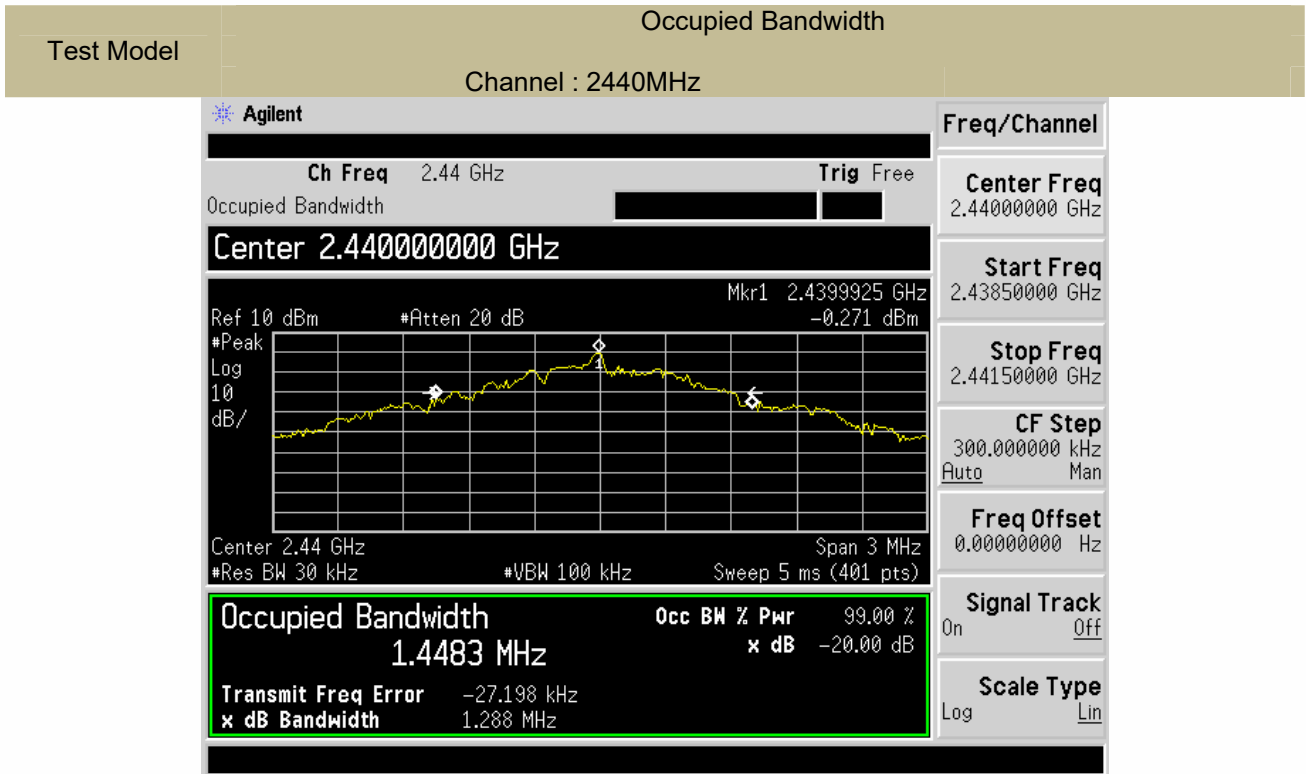 Occupied Bandwidth
Test Model
Channel : 2440MHz
Agilent
Freq/Channel
Ch Freq 2.44 GHz Trig Free
Occupied Bandwidth
Center 2.440000000 GHz
Mkr1 2.4399925 GHz
Ref 10 dBm #Atten 20 dB -0.271 dBm
#Peak
Log
10
dB/
1
Center 2.44 GHz Span 3 MHz
#Res BW 30 kHz #VBW 100 kHz Sweep 5 ms (401 pts)
Occupied Bandwidth
1.4483 MHz
Occ BW % Pwr 99.00 %
x dB -20.00 dB
Transmit Freq Error -27.198 kHz
x dB Bandwidth 1.288 MHz
Center Freq
2.44000000 GHz
Start Freq
2.43850000 GHz
Stop Freq
2.44150000 GHz
CF Step
300.000000 kHz
Auto Man
Freq Offset
0.00000000 Hz
Signal Track
On Off
Scale Type
Log Lin